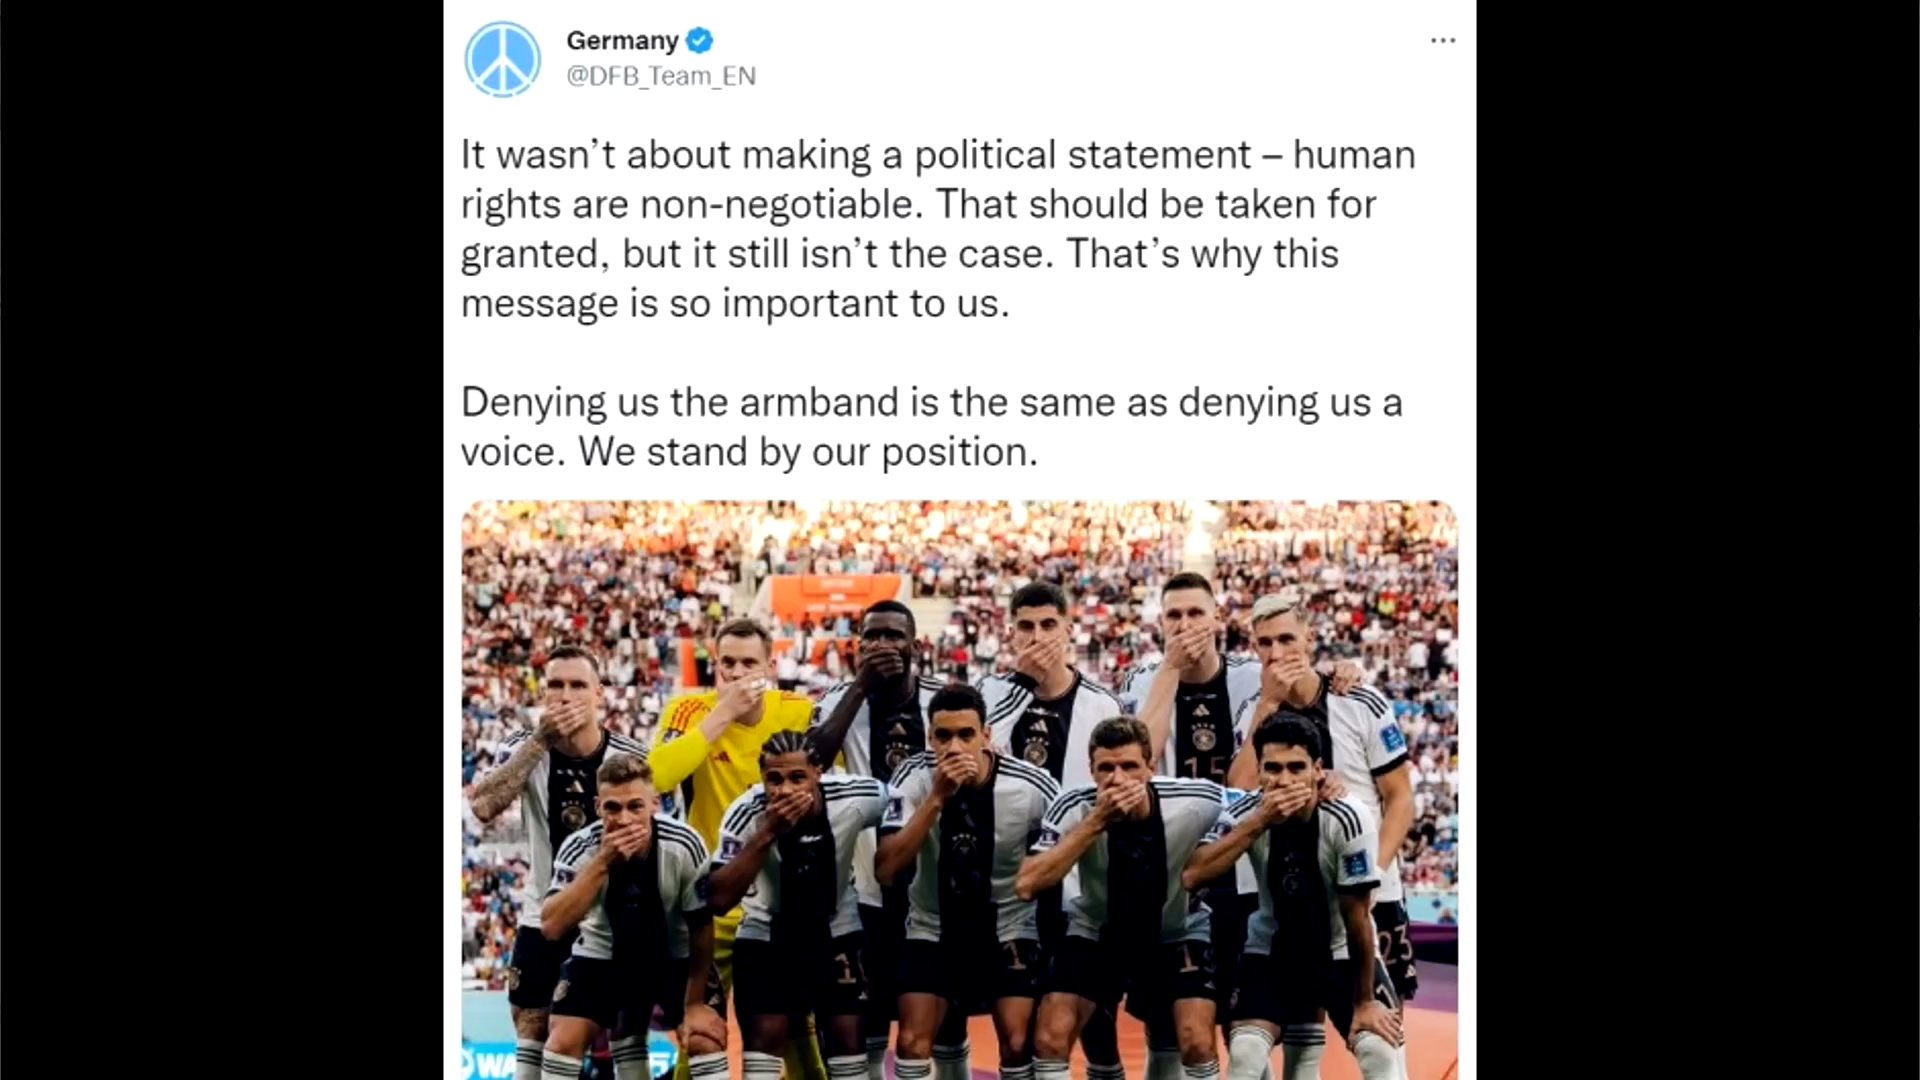 Germany
@DFB_Team_EN
It wasn’t about making a political statement – human
rights are non-negotiable. That should be taken for
granted, but it still isn’t the case. That’s why this
message is so important to us.
Denying us the armband is the same as denying us a
voice. We stand by our position.
15
23